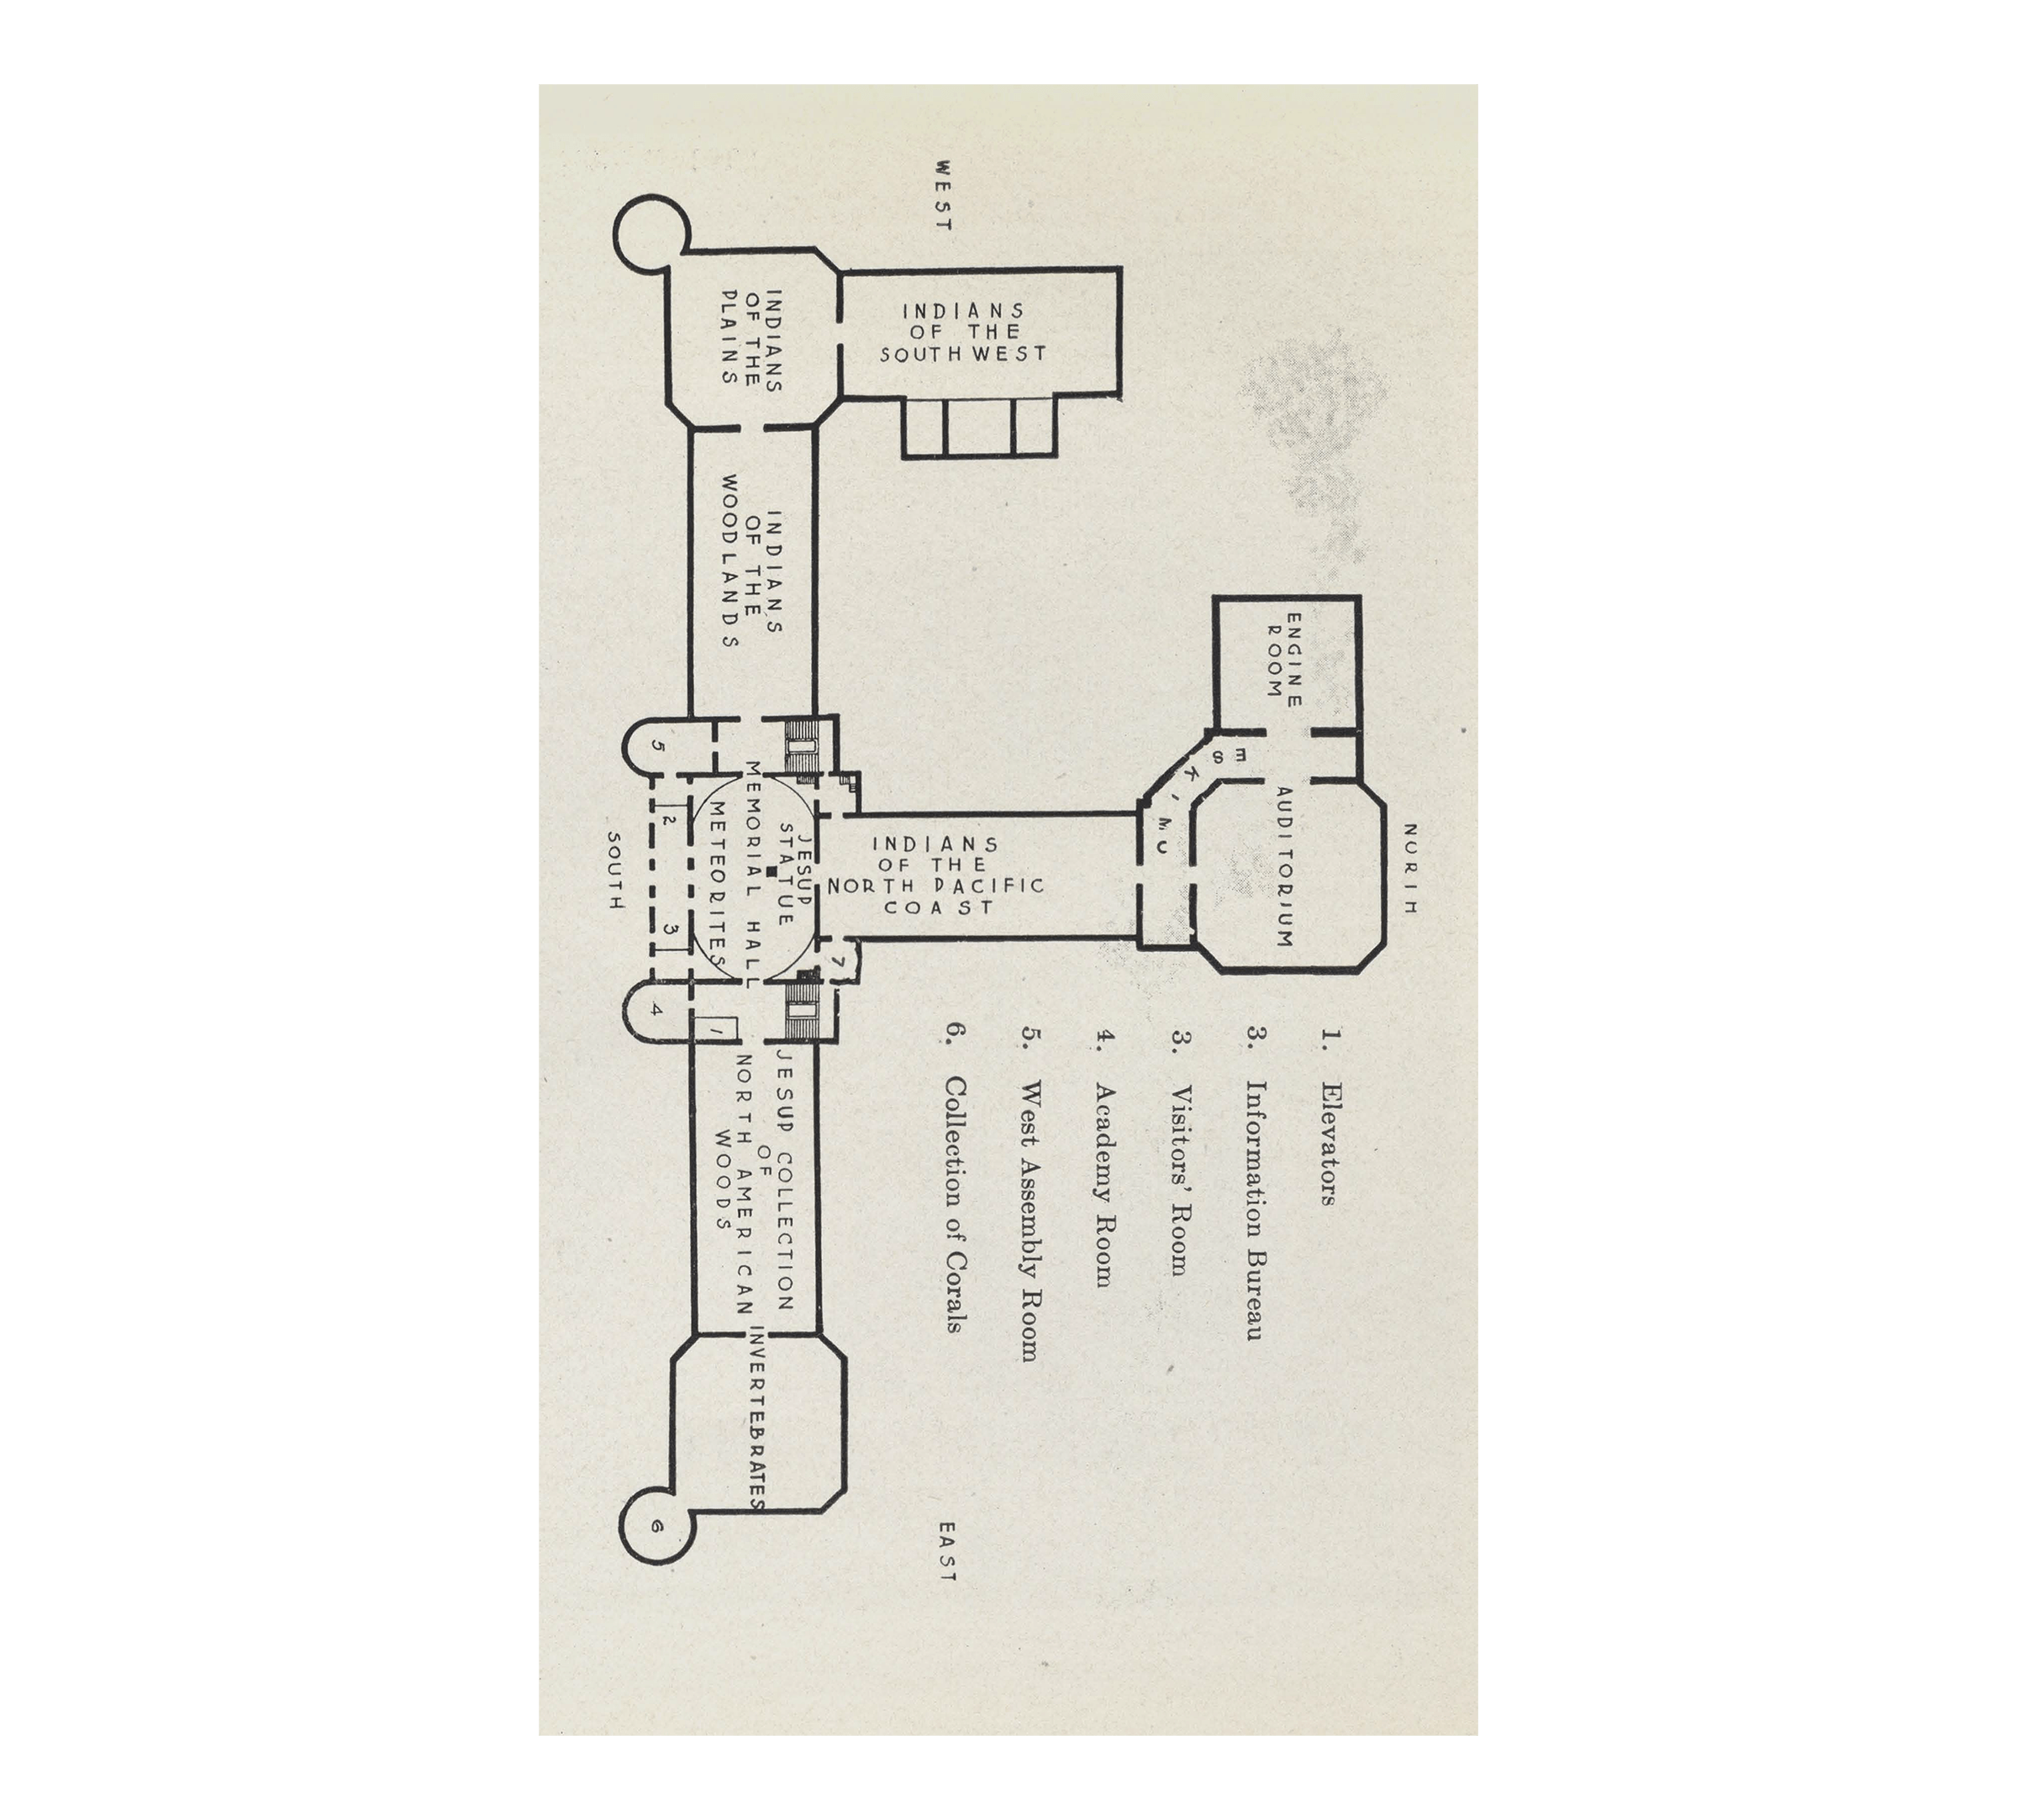 NORTH
ENGINE
ROOM
ESKIMO
AUDITORIUM
WEST
INDIANS
OF THE
SOUTHWEST
INDIANS
OF THE
NORTH PACIFIC
COAST
EAST
INDIANS
OF THE
PLAINS
INDIANS
OF THE
WOODLANDS
JESUP
STATUE
MEMORIAL HALL
METEORITES
7
5
2
3
4
1
JESUP COLLECTION
OF
NORTH AMERICAN
WOODS
INVERTEBRATES
6
SOUTH
1. Elevators
3. Information Bureau
3. Visitors' Room
4. Academy Room
5. West Assembly Room
6. Collection of Corals